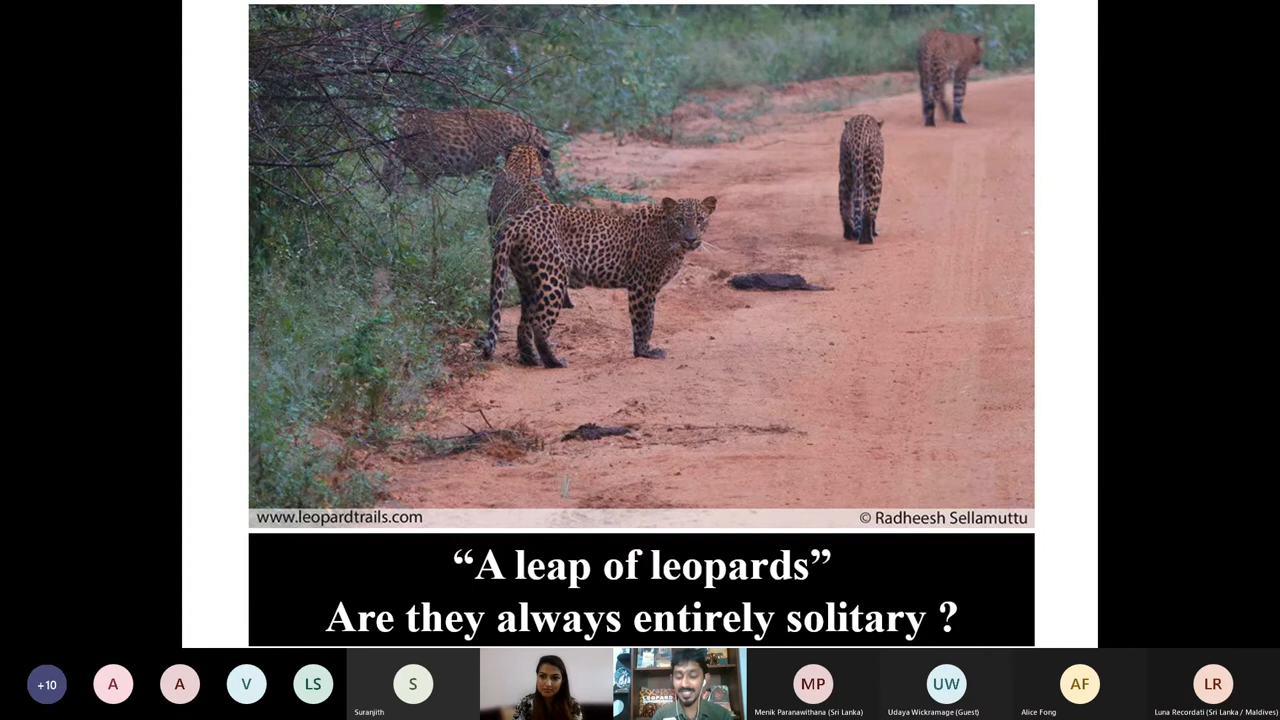 www.leopardtrails.com
© Radheesh Sellamuttu
“A leap of leopards”
Are they always entirely solitary ?
+10
A
A
V
LS
S
Suranjith
MP
Menik Paranawithana (Sri Lanka)
UW
Udaya Wickramage (Guest)
AF
Alice Fong
LR
Luna Recordati (Sri Lanka / Maldives)